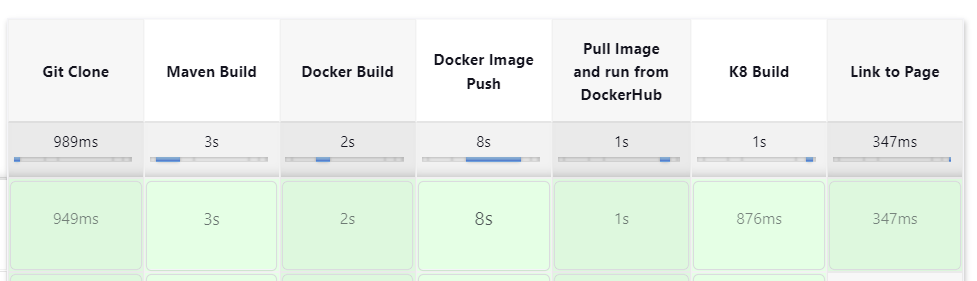 Git Clone
Maven Build
Docker Build
Docker Image
Push
Pull Image
and run from
DockerHub
K8 Build
Link to Page
989ms
3s
2s
8s
1s
1s
347ms
949ms
3s
2s
8s
1s
876ms
347ms